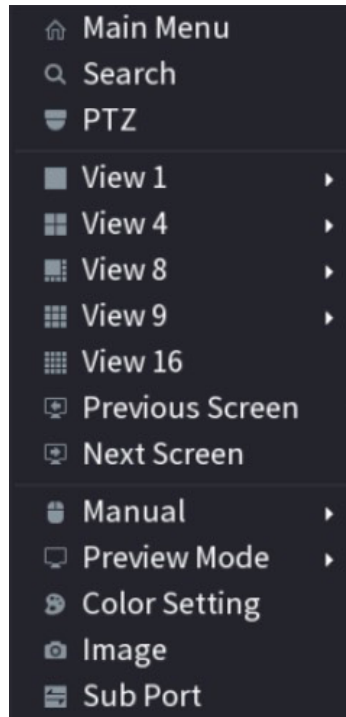 Main Menu
Search
PTZ
View 1
View 4
View 8
View 9
View 16
Previous Screen
Next Screen
Manual
Preview Mode
Color Setting
Image
Sub Port